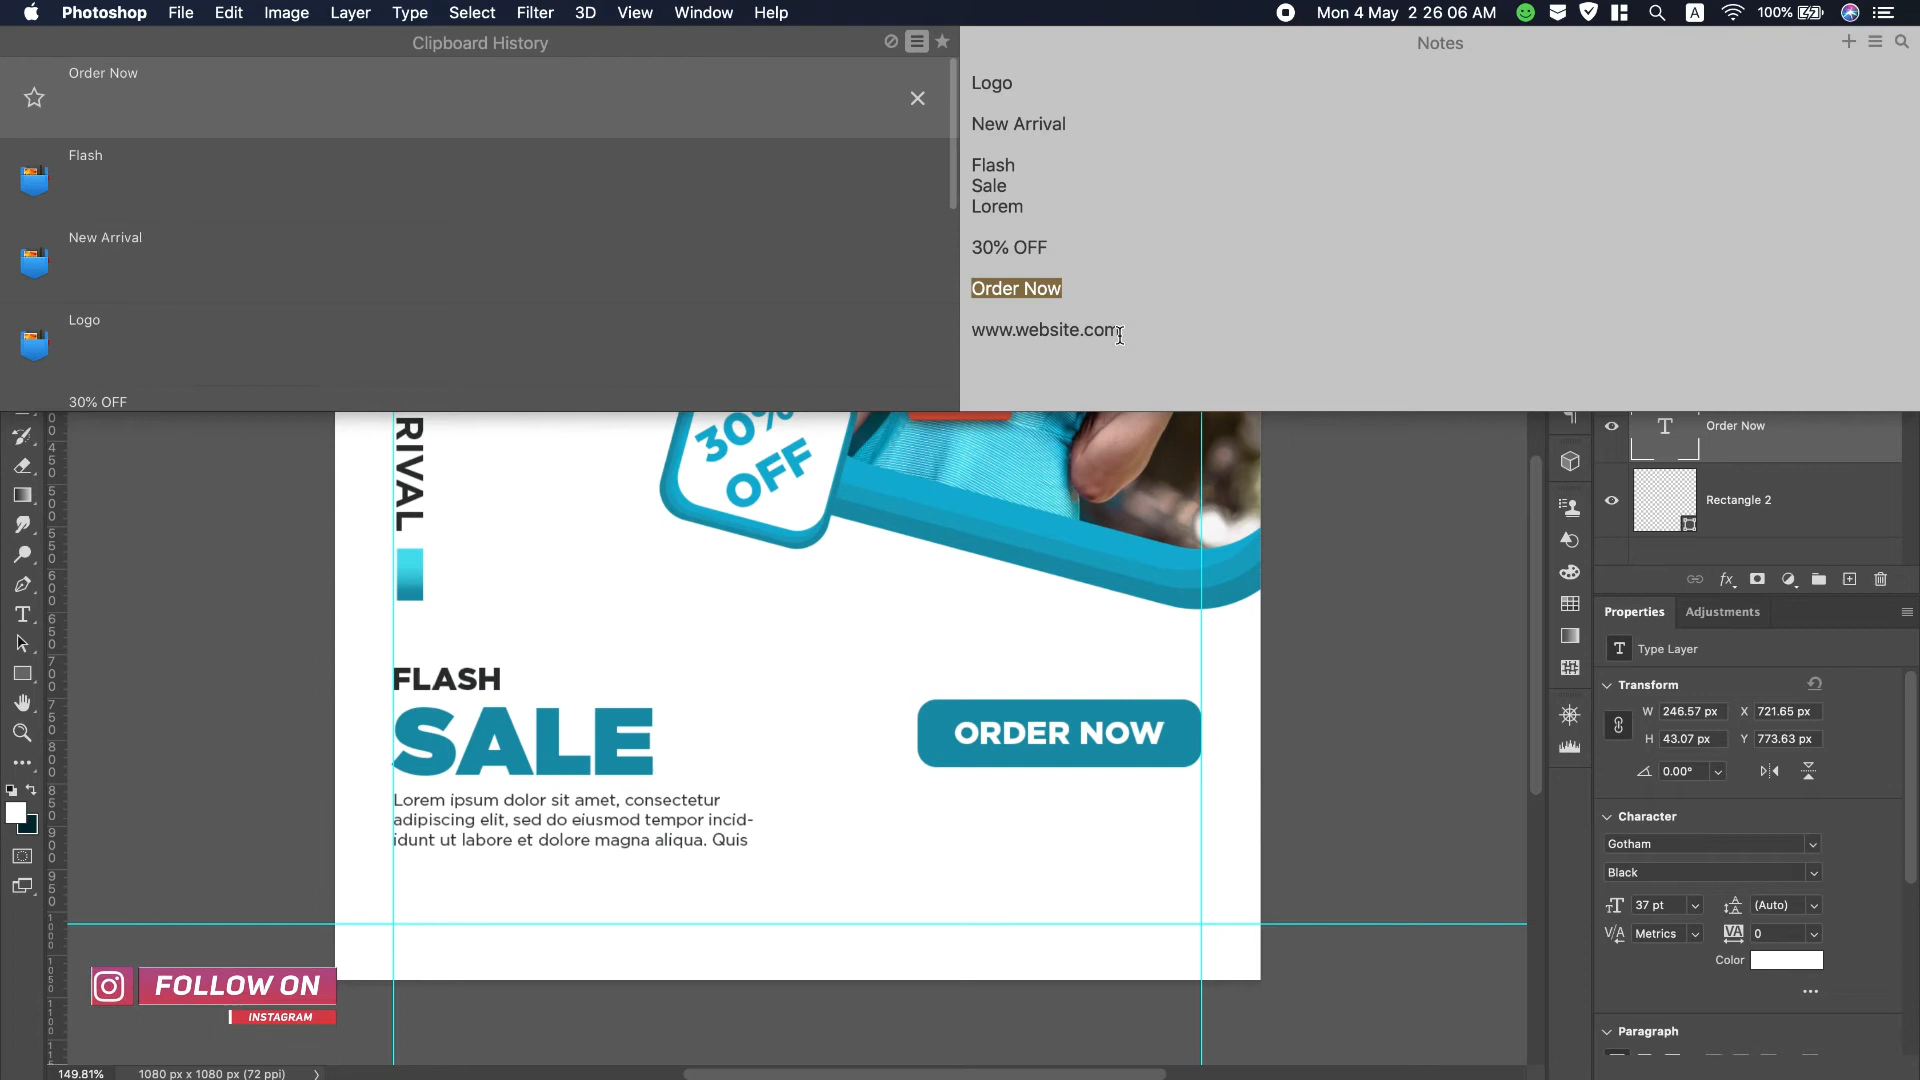 Photoshop File Edit Image Layer Type Select Filter 3D View Window Help
Mon 4 May 2 26 06 AM A 100%
Clipboard History
Order Now
Flash
New Arrival
Logo
30% OFF
Notes
Logo
New Arrival
Flash
Sale
Lorem
30% OFF
Order Now
www.website.com
RIVAL
30%
OFF
FLASH
SALE
Lorem ipsum dolor sit amet, consectetur
adipiscing elit, sed do eiusmod tempor incid-
idunt ut labore et dolore magna aliqua. Quis
ORDER NOW
FOLLOW ON
INSTAGRAM
149.81% 1080 px x 1080 px (72 ppi)
Order Now
Rectangle 2
fx
Properties Adjustments
T Type Layer
Transform
W 246.57 px X 721.65 px
H 43.07 px Y 773.63 px
0.00°
Character
Gotham
Black
37 pt (Auto)
Metrics 0
Color
Paragraph